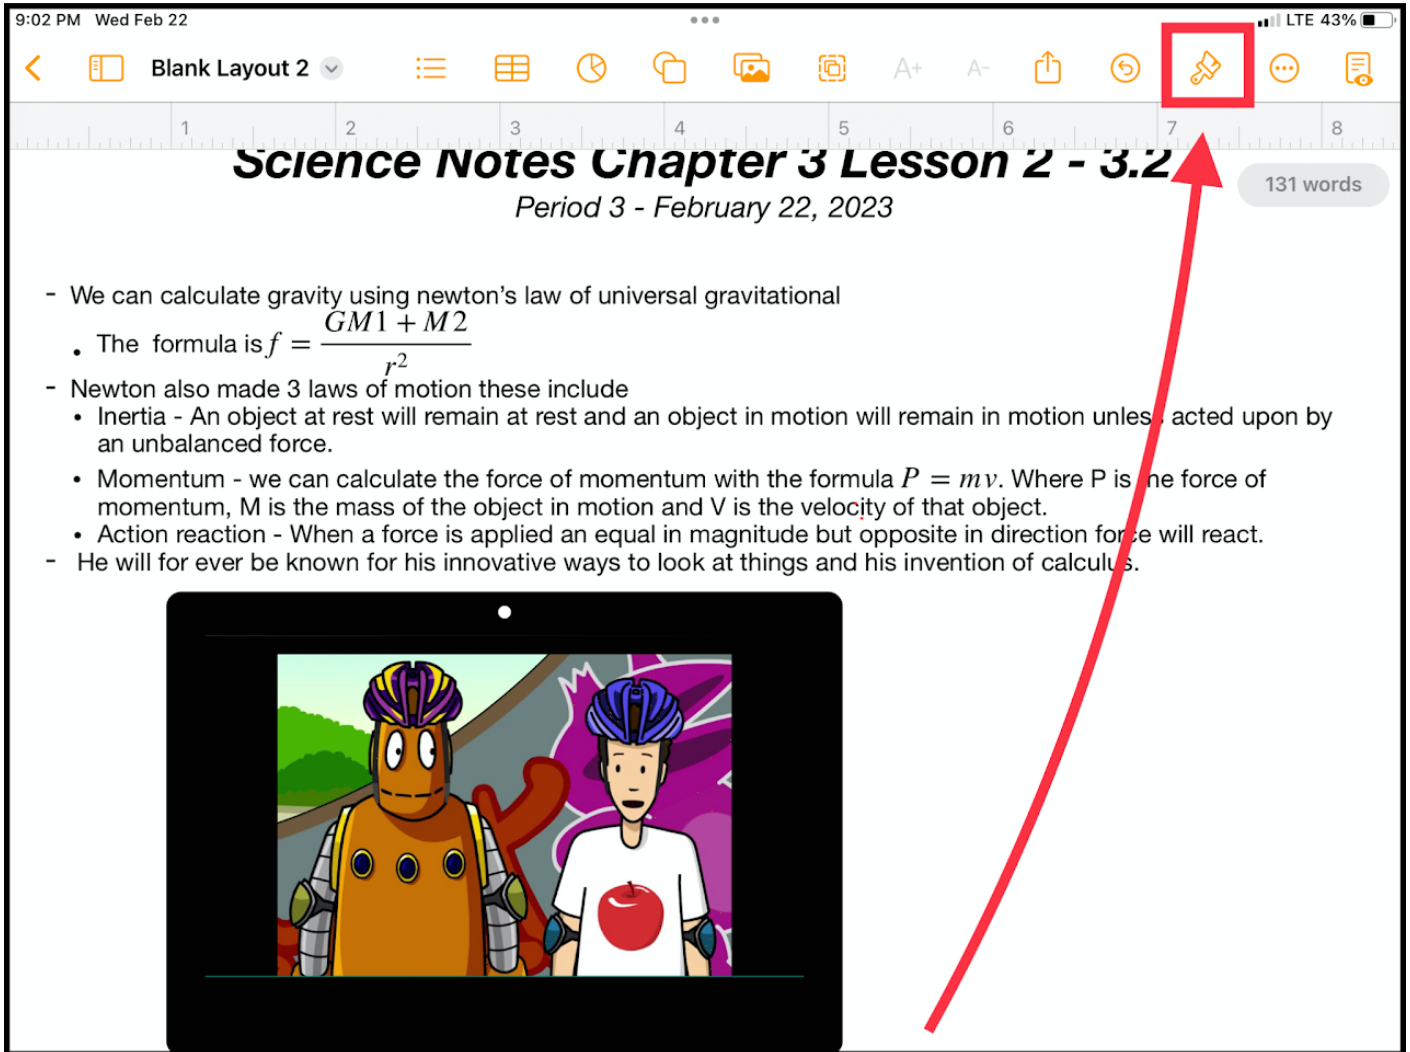 9:02 PM Wed Feb 22
LTE 43%
Blank Layout 2
A+ A-
1 2 3 4 5 6 7 8
Science Notes Chapter 3 Lesson 2 - 3.2
131 words
Period 3 - February 22, 2023
- We can calculate gravity using newton's law of universal gravitational
• The formula is f = (GM1 + M2) / r²
- Newton also made 3 laws of motion these include
• Inertia - An object at rest will remain at rest and an object in motion will remain in motion unless acted upon by
an unbalanced force.
• Momentum - we can calculate the force of momentum with the formula P = mv. Where P is the force of
momentum, M is the mass of the object in motion and V is the velocity of that object.
• Action reaction - When a force is applied an equal in magnitude but opposite in direction force will react.
- He will for ever be known for his innovative ways to look at things and his invention of calculus.